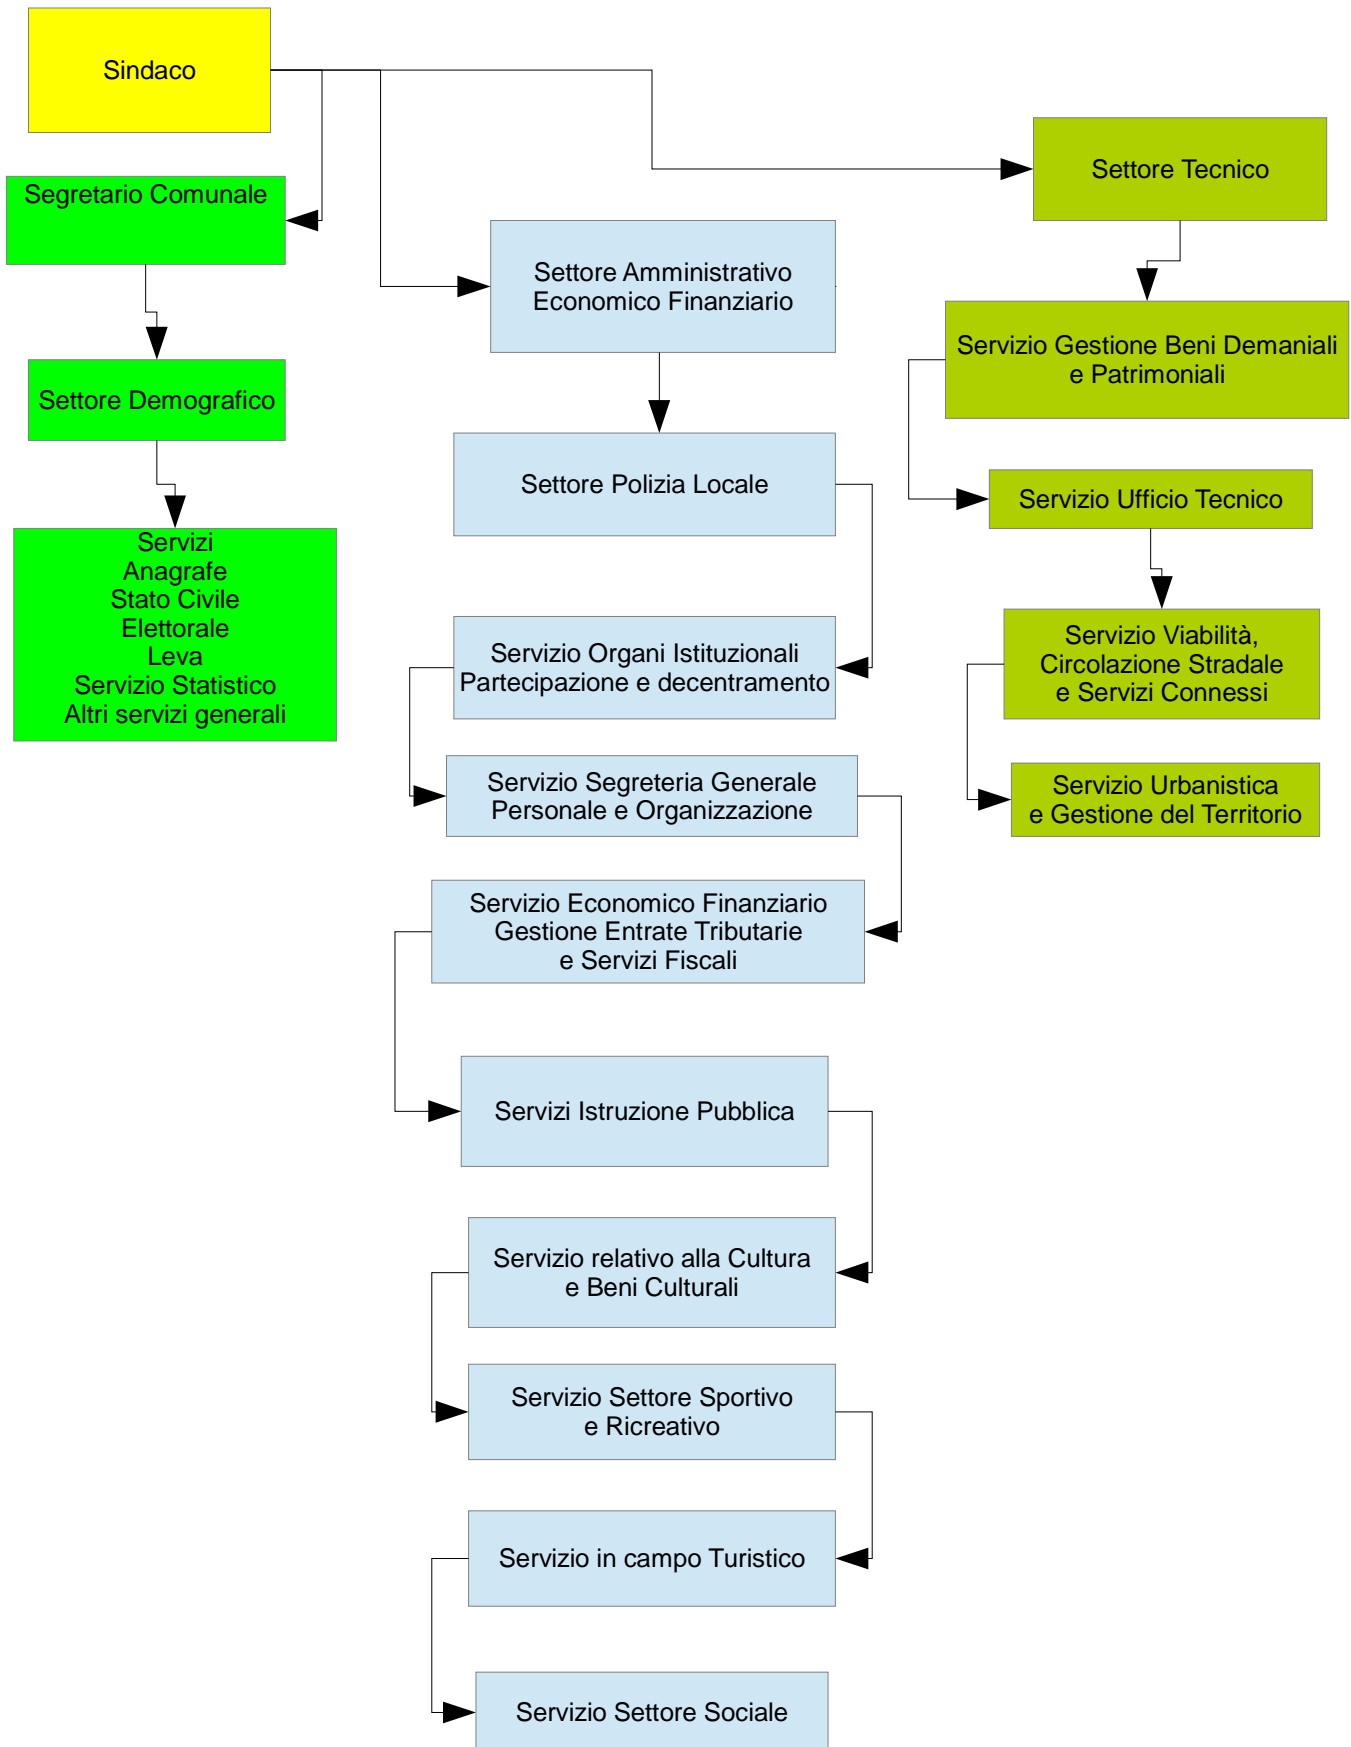 Sindaco
Segretario Comunale
Settore Demografico
Servizi
Anagrafe
Stato Civile
Elettorale
Leva
Servizio Statistico
Altri servizi generali
Settore Amministrativo
Economico Finanziario
Settore Polizia Locale
Servizio Organi Istituzionali
Partecipazione e decentramento
Servizio Segreteria Generale
Personale e Organizzazione
Servizio Economico Finanziario
Gestione Entrate Tributarie
e Servizi Fiscali
Servizi Istruzione Pubblica
Servizio relativo alla Cultura
e Beni Culturali
Servizio Settore Sportivo
e Ricreativo
Servizio in campo Turistico
Servizio Settore Sociale
Settore Tecnico
Servizio Gestione Beni Demaniali
e Patrimoniali
Servizio Ufficio Tecnico
Servizio Viabilità,
Circolazione Stradale
e Servizi Connessi
Servizio Urbanistica
e Gestione del Territorio